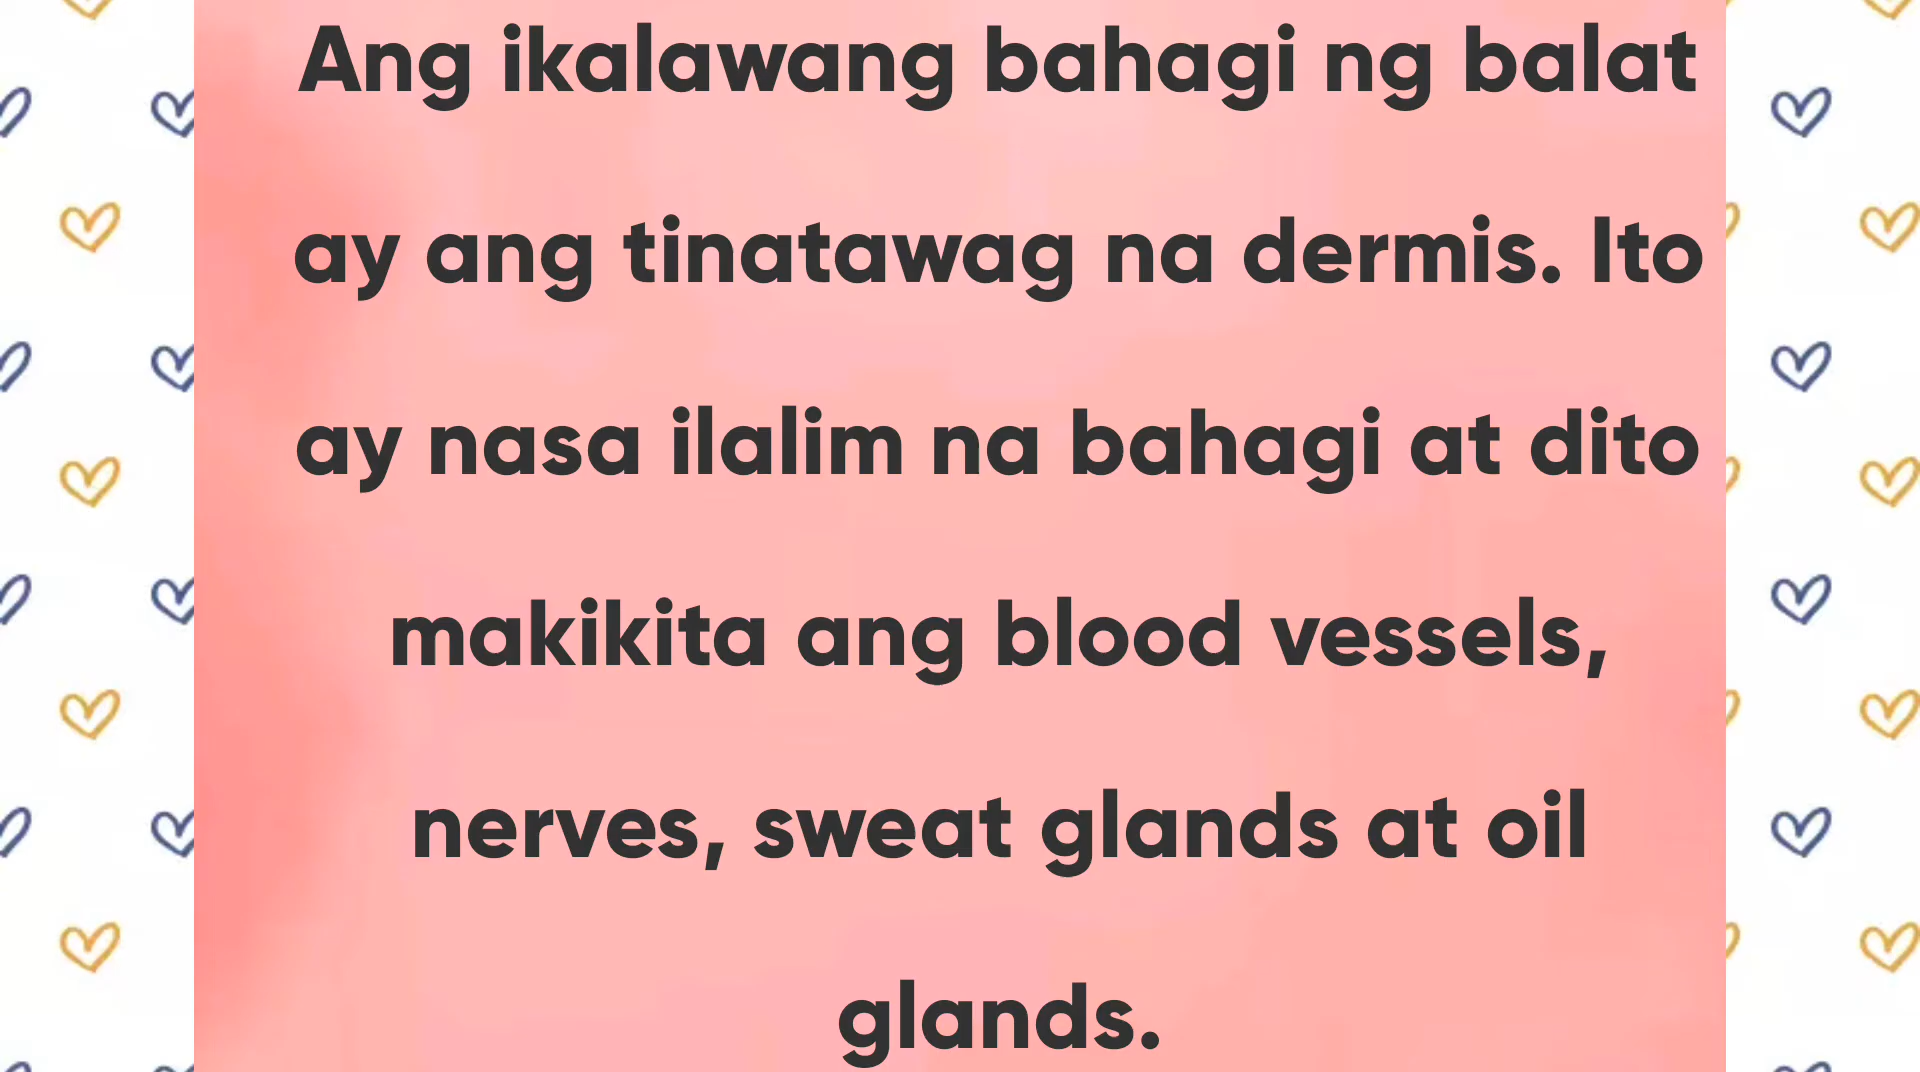 Ang ikalawang bahagi ng balat
ay ang tinatawag na dermis. Ito
ay nasa ilalim na bahagi at dito
makikita ang blood vessels,
nerves, sweat glands at oil
glands.